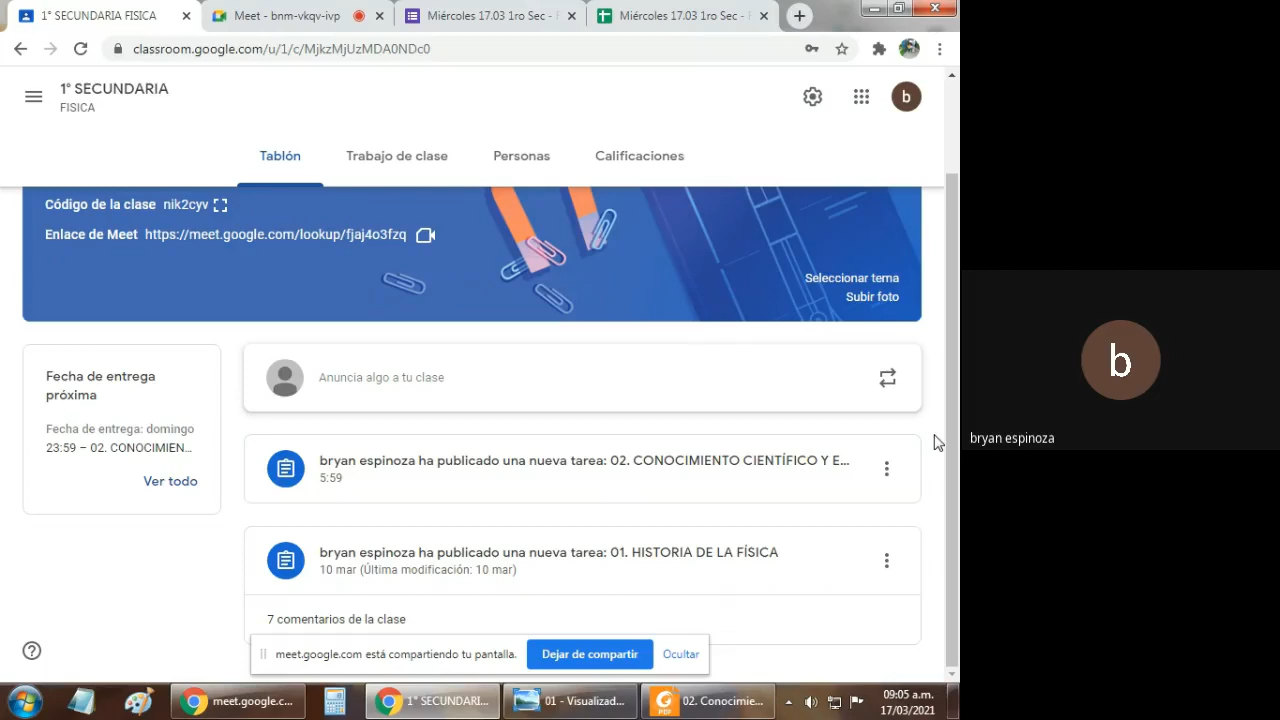 1° SECUNDARIA FISICA
Meet - bnm-vkqv-ivp
Miércoles 17.03 1ro Sec - F
Miércoles 17.03 1ro Sec - F
classroom.google.com/u/1/c/MjkzMjUzMDA0NDc0
1° SECUNDARIA
FISICA
b
Tablón
Trabajo de clase
Personas
Calificaciones
Código de la clase nik2cyv
Enlace de Meet https://meet.google.com/lookup/fjaj4o3fzq
Seleccionar tema
Subir foto
Fecha de entrega
próxima
Fecha de entrega: domingo
23:59 – 02. CONOCIMIEN...
Ver todo
Anuncia algo a tu clase
bryan espinoza ha publicado una nueva tarea: 02. CONOCIMIENTO CIENTÍFICO Y E...
5:59
bryan espinoza ha publicado una nueva tarea: 01. HISTORIA DE LA FÍSICA
10 mar (Última modificación: 10 mar)
7 comentarios de la clase
meet.google.com está compartiendo tu pantalla.
Dejar de compartir
Ocultar
b
bryan espinoza
meet.google.c...
1° SECUNDARI...
01 - Visualizad...
PDF
02. Conocimie...
09:05 a.m.
17/03/2021